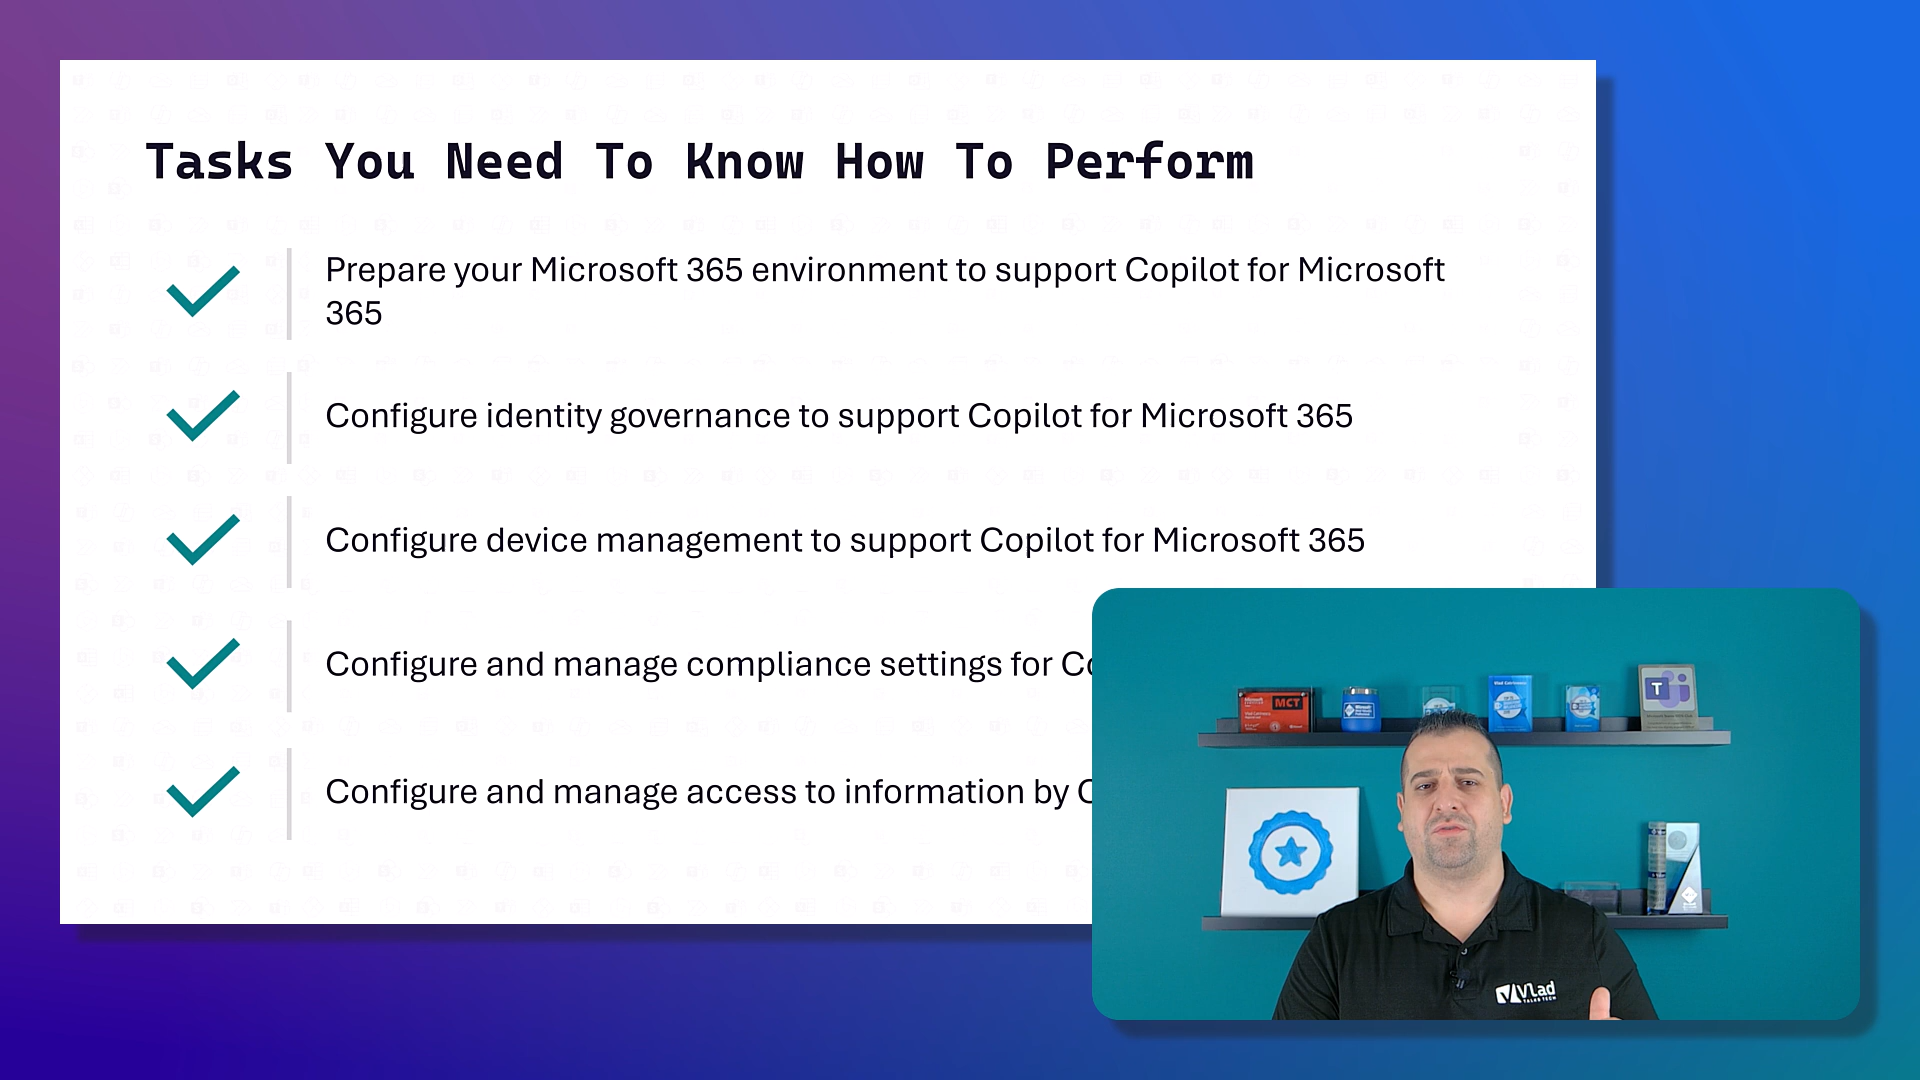 Tasks You Need To Know How To Perform
Prepare your Microsoft 365 environment to support Copilot for Microsoft
365
Configure identity governance to support Copilot for Microsoft 365
Configure device management to support Copilot for Microsoft 365
Configure and manage compliance settings for
Configure and manage access to information by
MCT
T
Vlad
TALKS TECH